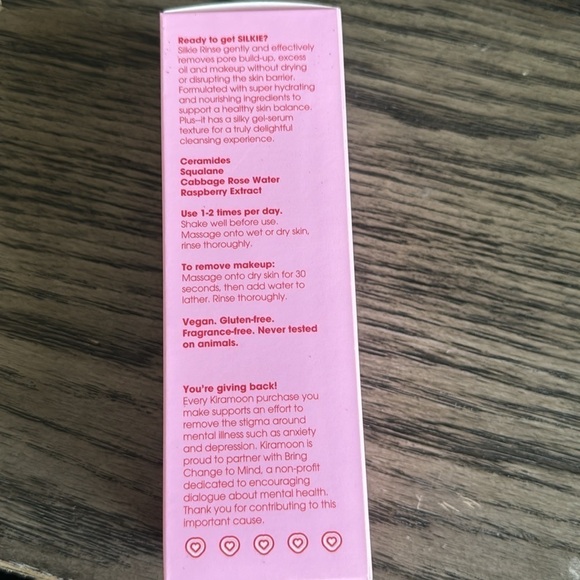 Ready to get SILKIE?
Silkie Rinse gently and effectively
removes pore build-up, excess
oil and makeup without drying
or disrupting the skin barrier.
Formulated with super hydrating
and nourishing ingredients to
support a healthy skin balance.
Plus—it has a silky gel-serum
texture for a truly delightful
cleansing experience.
Ceramides
Squalane
Cabbage Rose Water
Raspberry Extract
Use 1-2 times per day.
Shake well before use.
Massage onto wet or dry skin,
rinse thoroughly.
To remove makeup:
Massage onto dry skin for 30
seconds, then add water to
lather. Rinse thoroughly.
Vegan. Gluten-free.
Fragrance-free. Never tested
on animals.
You're giving back!
Every Kiramoon purchase you
make supports an effort to
remove the stigma around
mental illness such as anxiety
and depression. Kiramoon is
proud to partner with Bring
Change to Mind, a non-profit
dedicated to encouraging
dialogue about mental health.
Thank you for contributing to this
important cause.